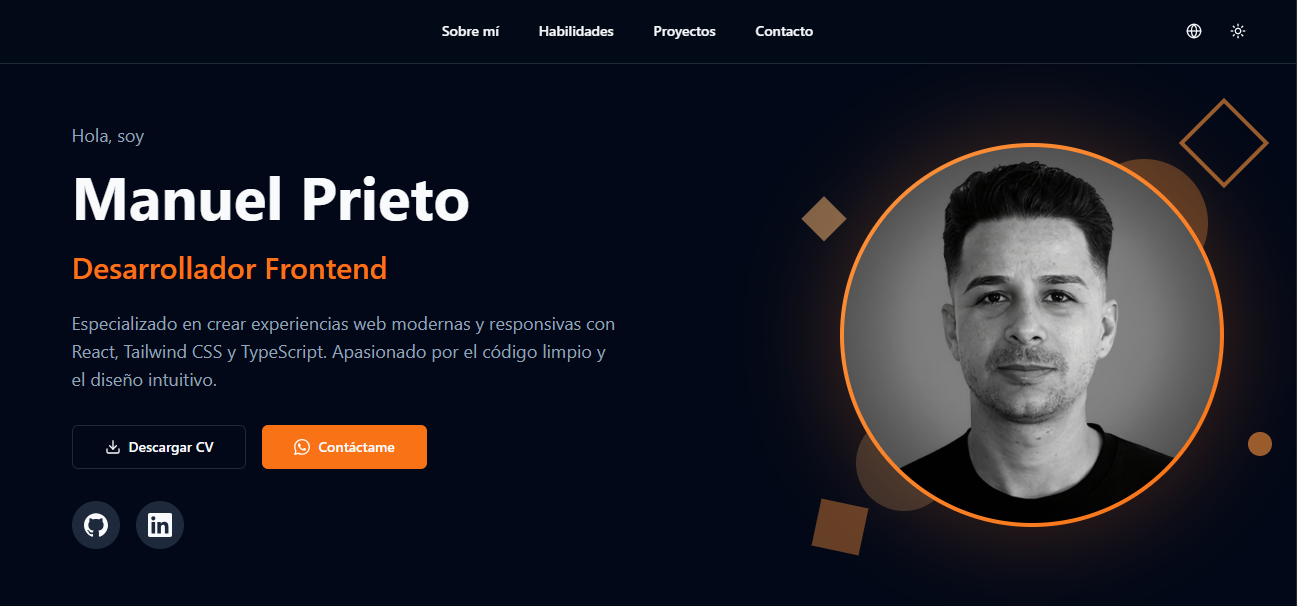 Sobre mí
Habilidades
Proyectos
Contacto
Hola, soy
Manuel Prieto
Desarrollador Frontend
Especializado en crear experiencias web modernas y responsivas con
React, Tailwind CSS y TypeScript. Apasionado por el código limpio y
el diseño intuitivo.
Descargar CV
Contáctame
in